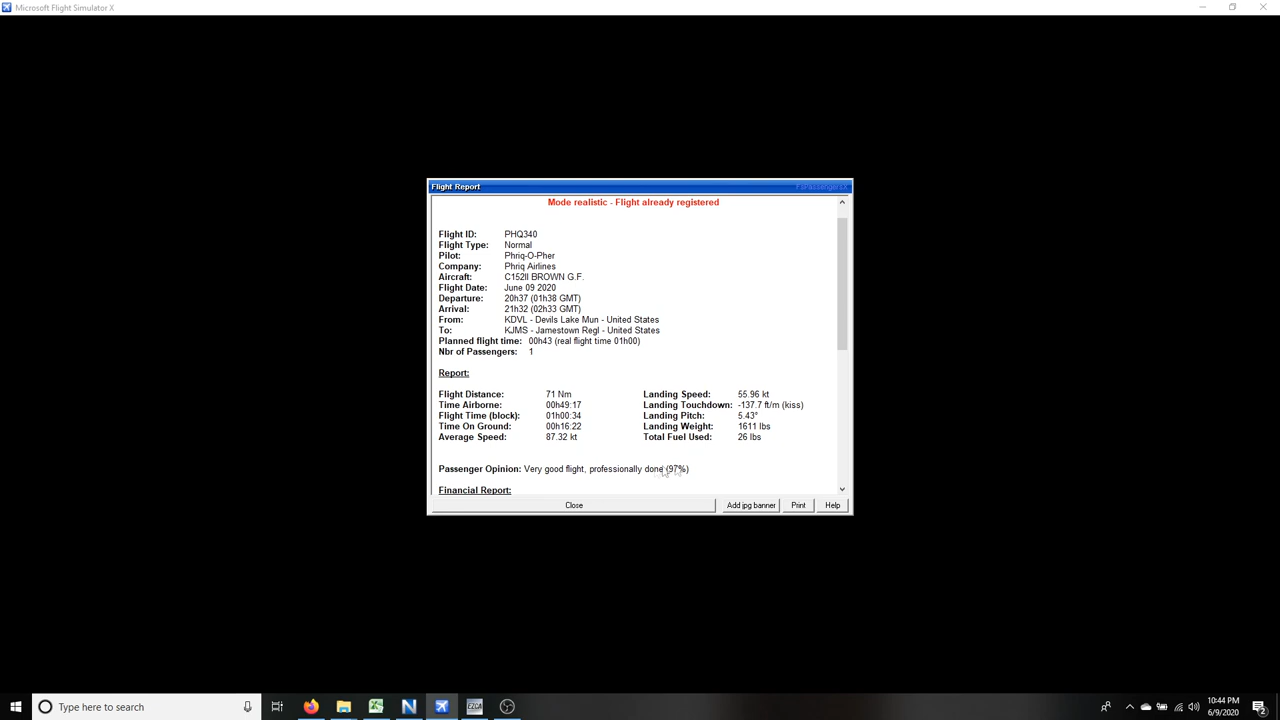 Microsoft Flight Simulator X
Flight Report FsPassengersX
Mode realistic - Flight already registered
Flight ID: PHQ340
Flight Type: Normal
Pilot: Phriq-O-Pher
Company: Phriq Airlines
Aircraft: C152II BROWN G.F.
Flight Date: June 09 2020
Departure: 20h37 (01h38 GMT)
Arrival: 21h32 (02h33 GMT)
From: KDVL - Devils Lake Mun - United States
To: KJMS - Jamestown Regl - United States
Planned flight time: 00h43 (real flight time 01h00)
Nbr of Passengers: 1
Report:
Flight Distance: 71 Nm Landing Speed: 55.96 kt
Time Airborne: 00h49:17 Landing Touchdown: -137.7 ft/m (kiss)
Flight Time (block): 01h00:34 Landing Pitch: 5.43°
Time On Ground: 00h16:22 Landing Weight: 1611 lbs
Average Speed: 87.32 kt Total Fuel Used: 26 lbs
Passenger Opinion: Very good flight, professionally done (97%)
Financial Report:
Close Add jpg banner Print Help
Type here to search N EZCA 10:44 PM
6/9/2020 2